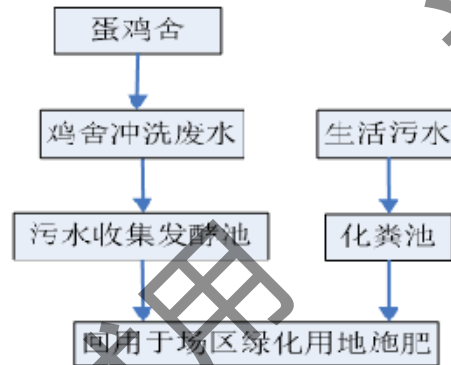 蛋鸡舍
鸡舍冲洗废水
生活污水
污水收集发酵池
化粪池
回用于场区绿化用地施肥
用